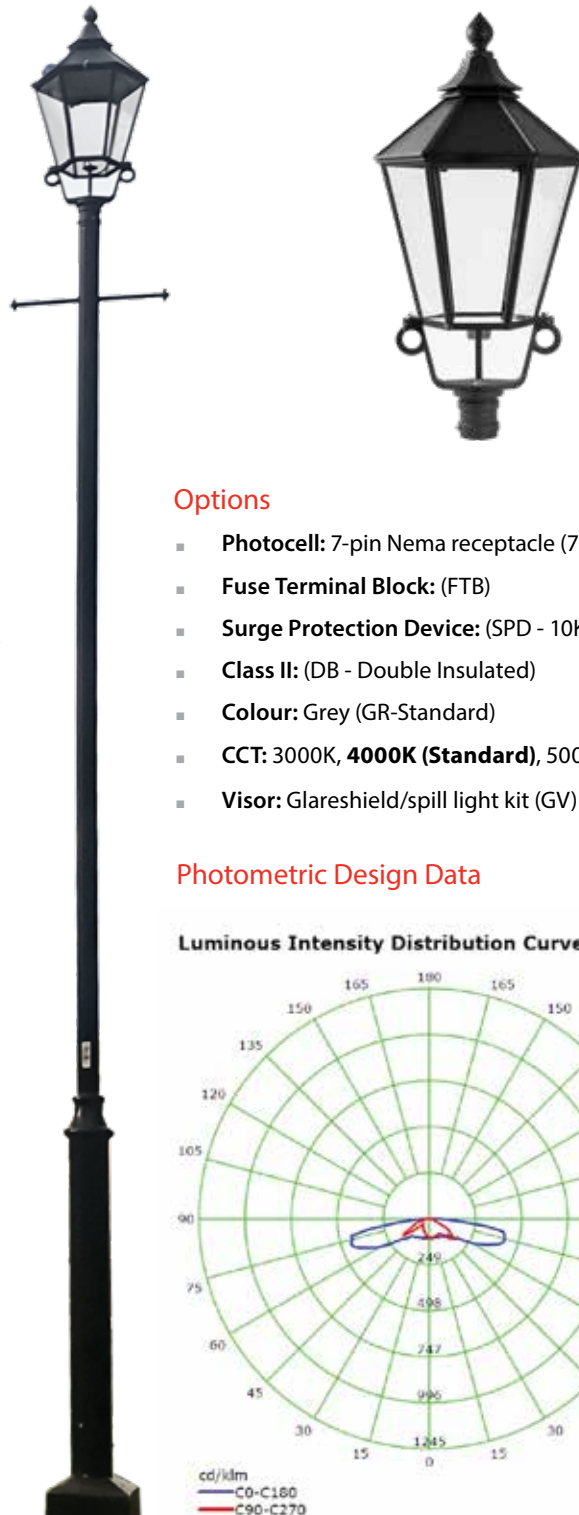 Options
Photocell: 7-pin Nema receptacle (7
Fuse Terminal Block: (FTB)
Surge Protection Device: (SPD - 10K
Class II: (DB - Double Insulated)
Colour: Grey (GR-Standard)
CCT: 3000K, 4000K (Standard), 500
Visor: Glareshield/spill light kit (GV)
Photometric Design Data
Luminous Intensity Distribution Curve
165 180 165
150 150
135
120
105
90
75
60
45
30 30
15 0 15
249
498
747
996
1245
cd/klm
C0-C180
C90-C270